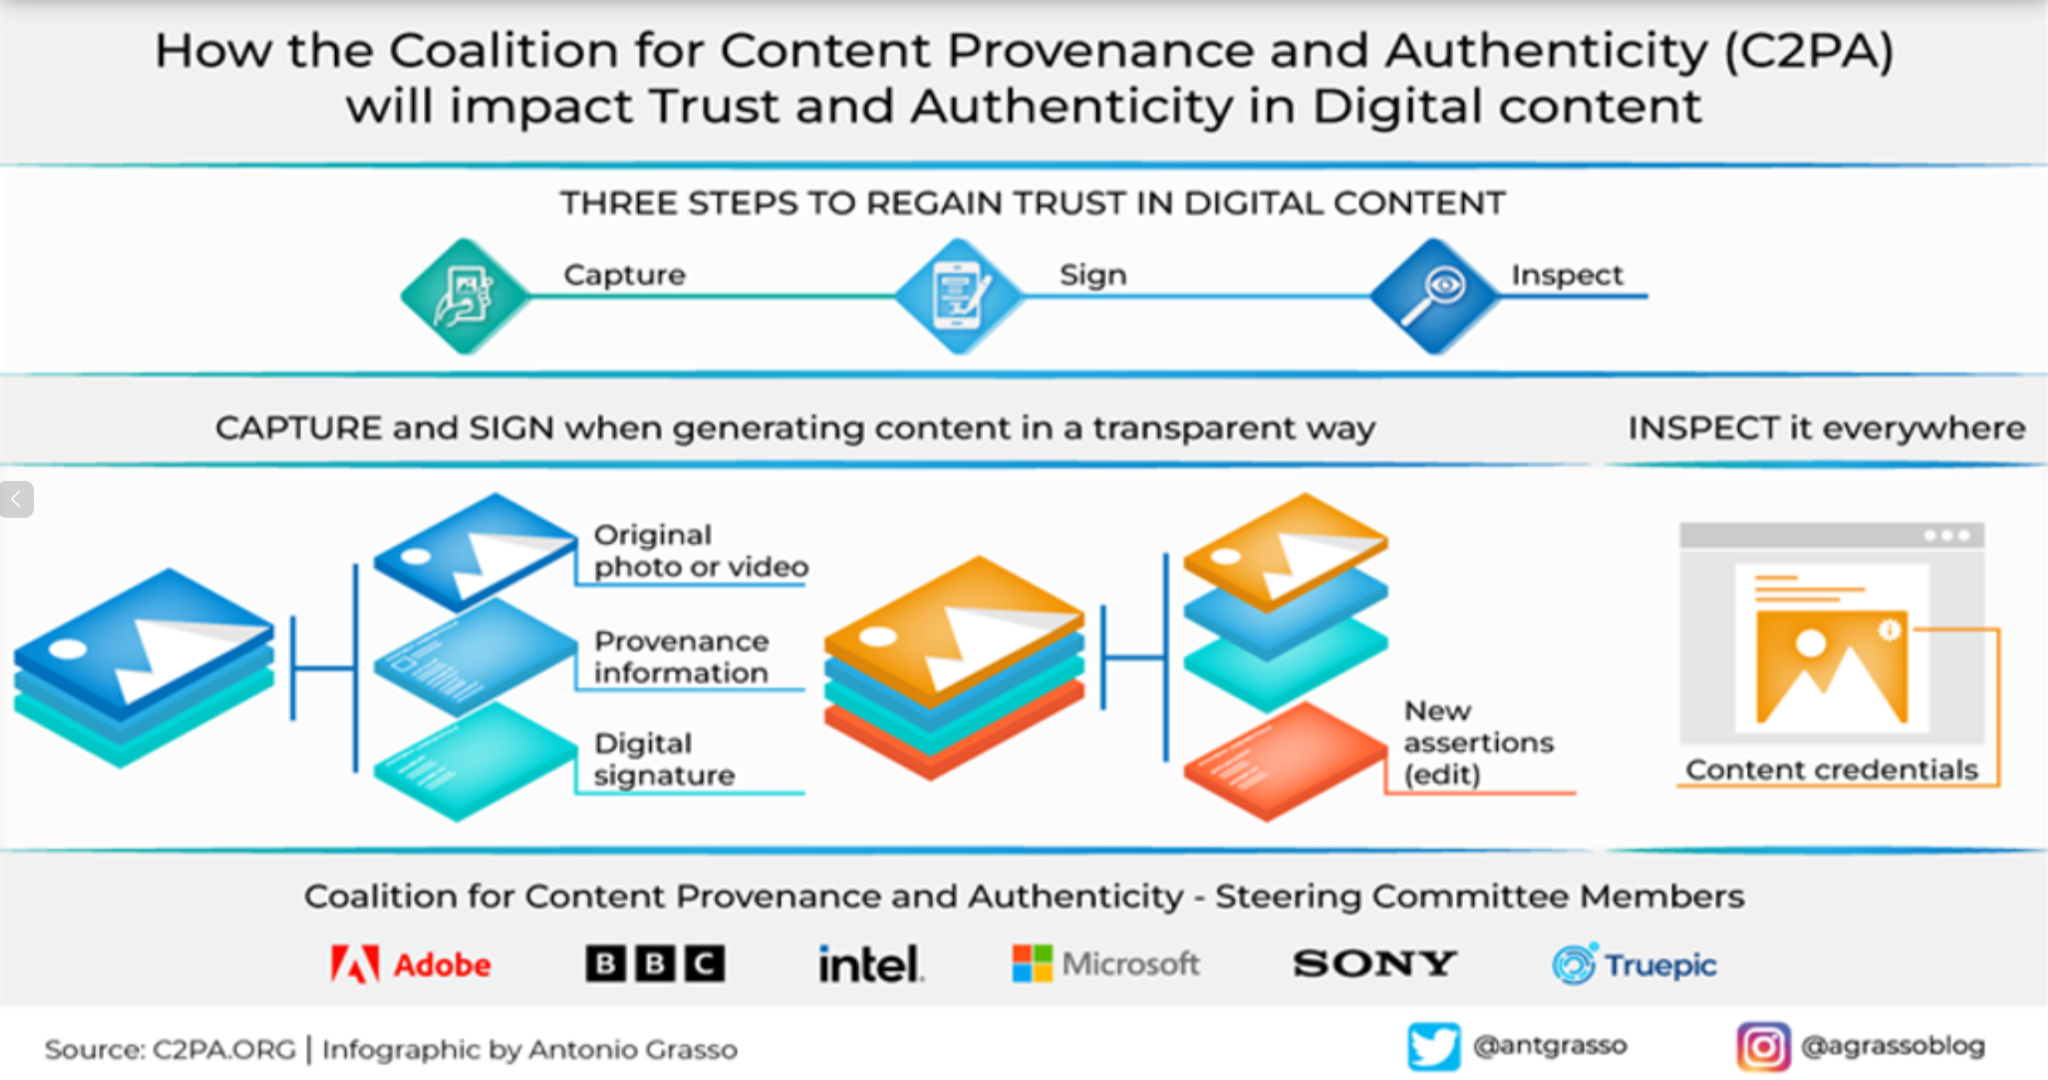 How the Coalition for Content Provenance and Authenticity (C2PA)
will impact Trust and Authenticity in Digital content
THREE STEPS TO REGAIN TRUST IN DIGITAL CONTENT
Capture
Sign
Inspect
CAPTURE and SIGN when generating content in a transparent way
INSPECT it everywhere
Original
photo or video
Provenance
information
Digital
signature
New
assertions
(edit)
Content credentials
Coalition for Content Provenance and Authenticity - Steering Committee Members
Adobe
BBC
intel.
Microsoft
SONY
Truepic
Source: C2PA.ORG | Infographic by Antonio Grasso
@antgrasso
@agrassoblog